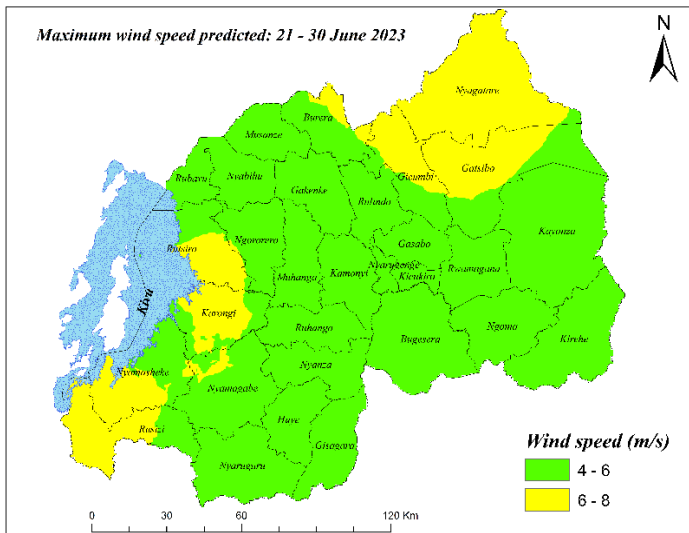 Maximum wind speed predicted: 21 - 30 June 2023
N
Nyagatare
Burera
Musanze
Gatsibo
Gicumbi
Rubavu
Nyabihu
Gakenke
Rulindo
Kayonza
Rutsiro
Ngororero
Gasabo
Nyarugenge
Rwamagana
Kicukiro
Muhanga
Kamonyi
Kivu
Karongi
Ruhango
Bugesera
Ngoma
Kirehe
Nyanza
Nyamasheke
Nyamagabe
Huye
Rusizi
Gisagara
Nyaruguru
Wind speed (m/s)
4 - 6
6 - 8
0 30 60 120 Km